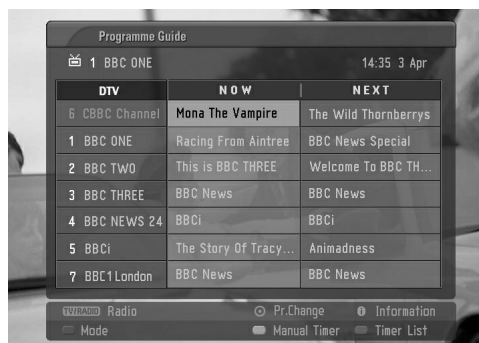 Programme Guide
1 BBC ONE 14:35 3 Apr
DTV NOW NEXT
6 CBBC Channel Mona The Vampire The Wild Thornberrys
1 BBC ONE Racing From Aintree BBC News Special
2 BBC TWO This is BBC THREE Welcome To BBC TH...
3 BBC THREE BBC News BBC News
4 BBC NEWS 24 BBCi BBCi
5 BBCi The Story Of Tracy... Animadness
7 BBC1 London BBC News BBC News
TV/RADIO Radio Pr.Change i Information
Mode Manual Timer Timer List